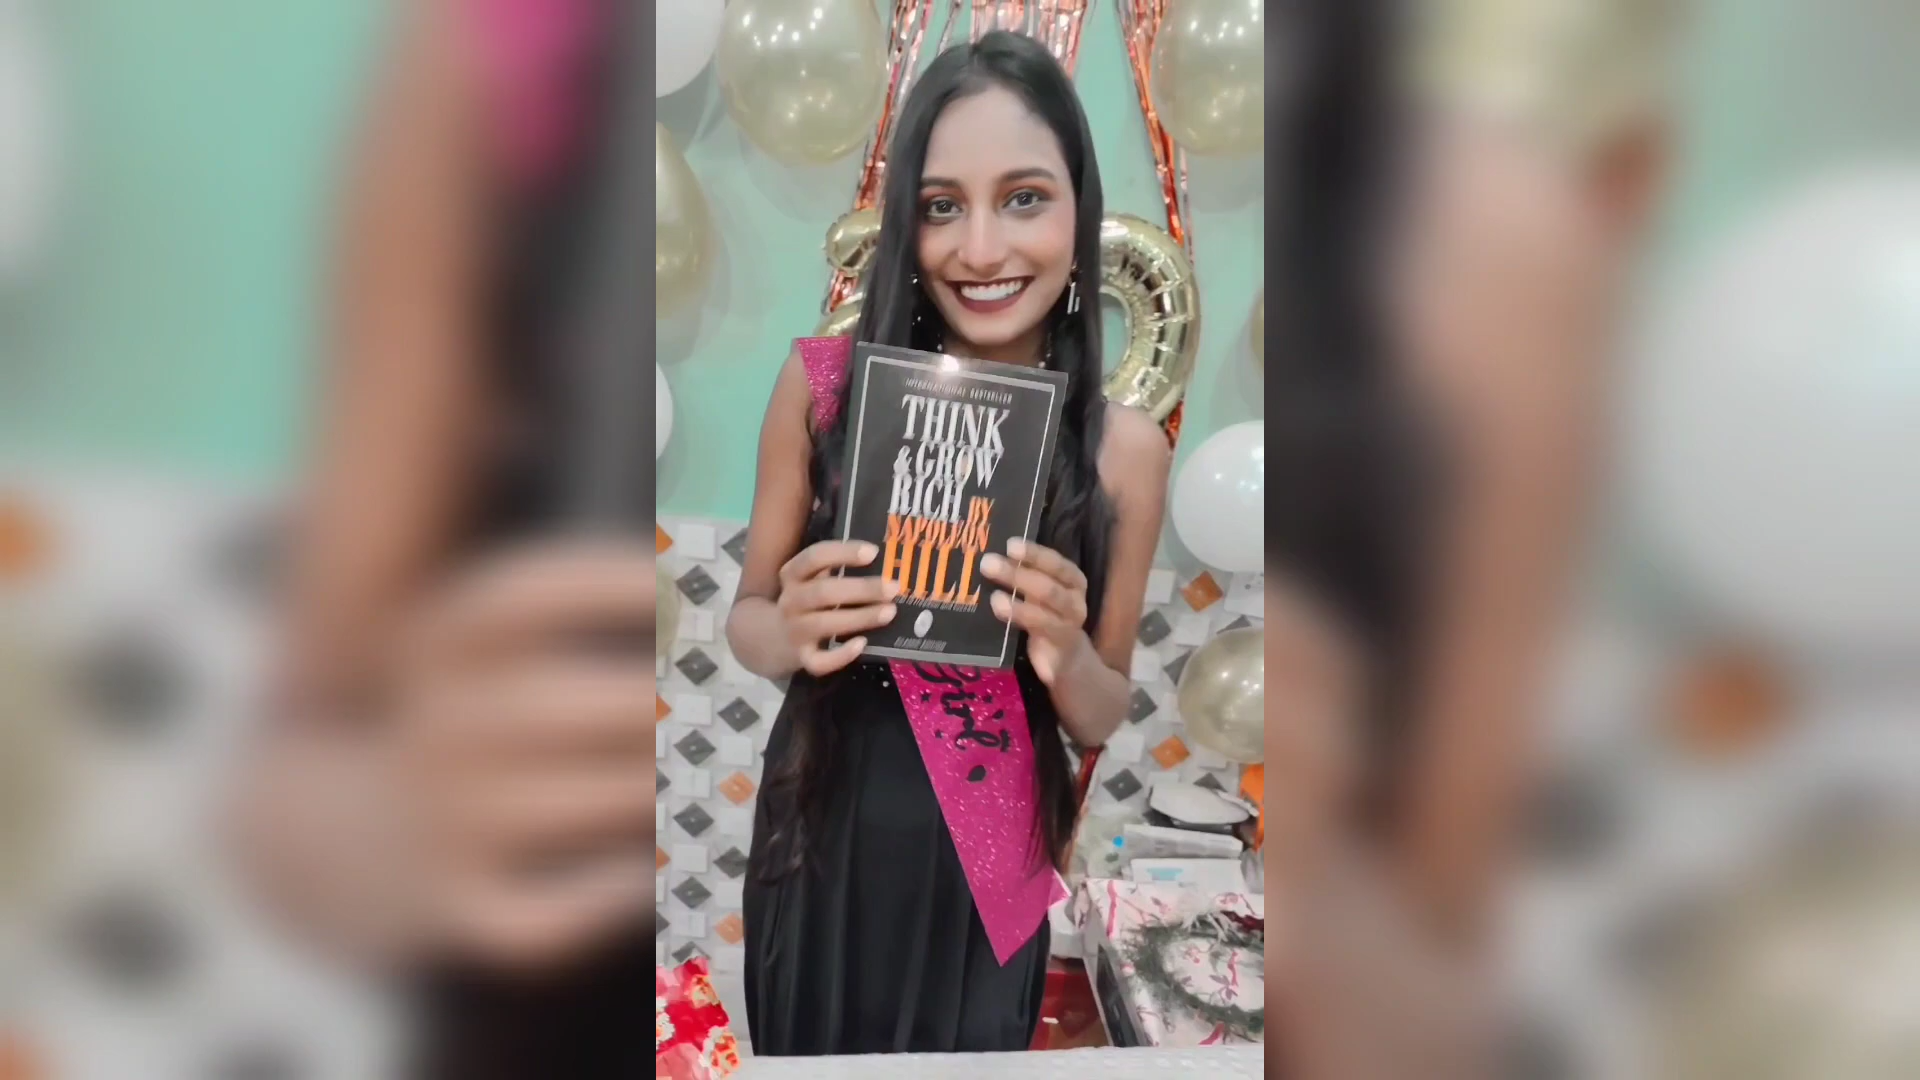 INTERNATIONAL BESTSELLER
THINK
& GROW
RICH BY
NAPOLEON
HILL
Girl